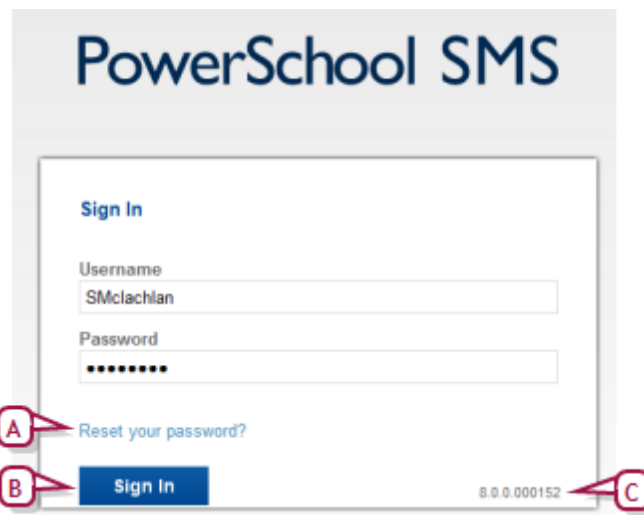 PowerSchool SMS
Sign In
Username
SMclachlan
Password
••••••••
A Reset your password?
B Sign In 8.0.0.000152 C